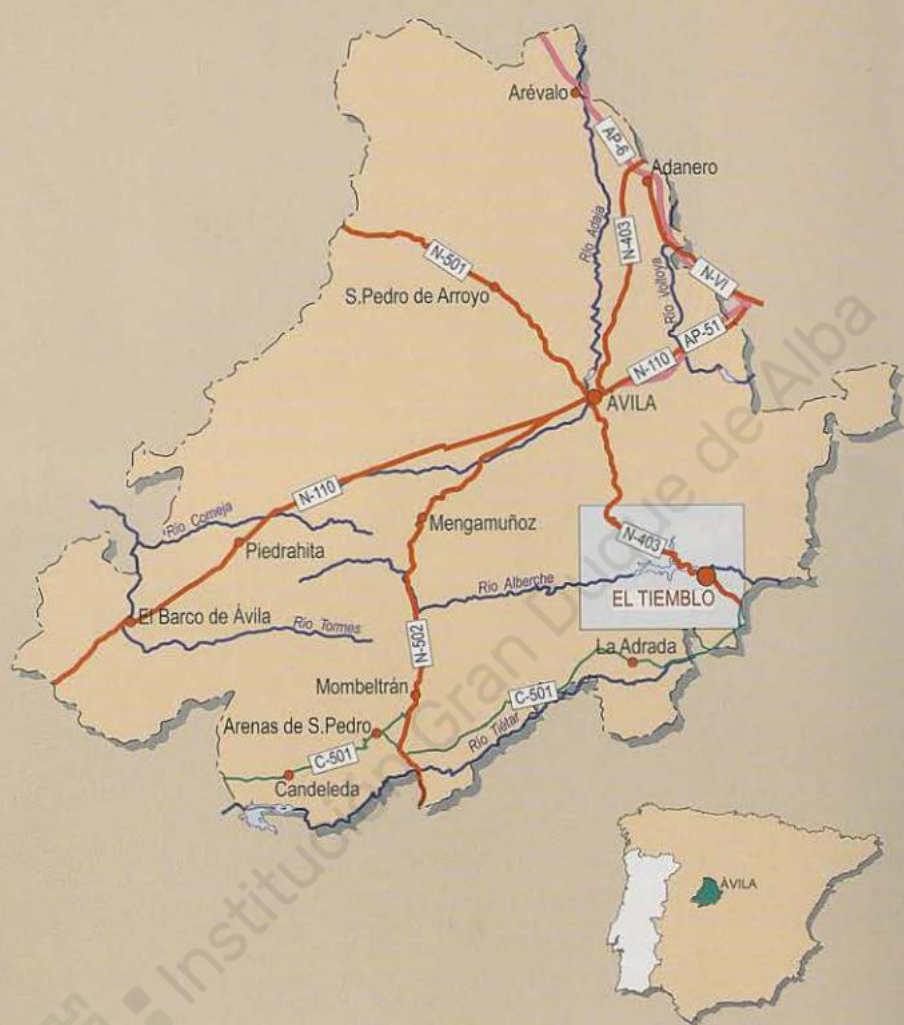 Arévalo
AP-6
Adanero
Río Adaja
N-403
N-501
Río Voltoya
N-VI
S.Pedro de Arroyo
AP-51
N-110
ÁVILA
N-110
Río Corneja
Mengamuñoz
N-403
Piedrahita
Río Alberche
EL TIEMBLO
El Barco de Ávila
Río Tormes
N-502
La Adrada
Mombeltrán
C-501
Arenas de S.Pedro
Río Tiétar
C-501
Candeleda
ÁVILA
Institución Gran Duque de Alba